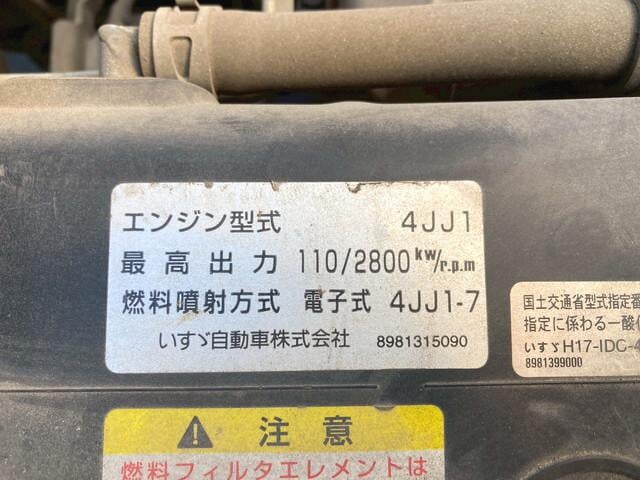 エンジン型式 4JJ1
最高出力 110/2800kw/r.p.m
燃料噴射方式 電子式 4JJ1-7
いすゞ自動車株式会社 8981315090
国土交通省型式指定番
指定に係わる一酸化
いすゞH17-IDC-4
8981399000
注意
燃料フィルタエレメントは